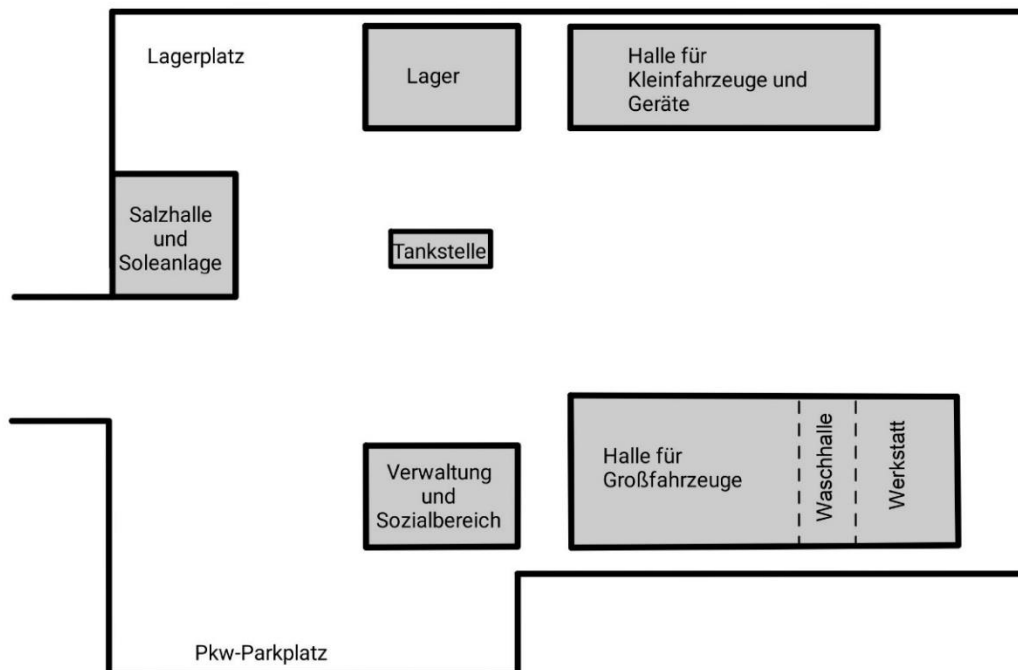 Lagerplatz
Lager
Halle für
Kleinfahrzeuge und
Geräte
Salzhalle
und
Soleanlage
Tankstelle
Verwaltung
und
Sozialbereich
Halle für
Großfahrzeuge
Waschhalle
Werkstatt
Pkw-Parkplatz